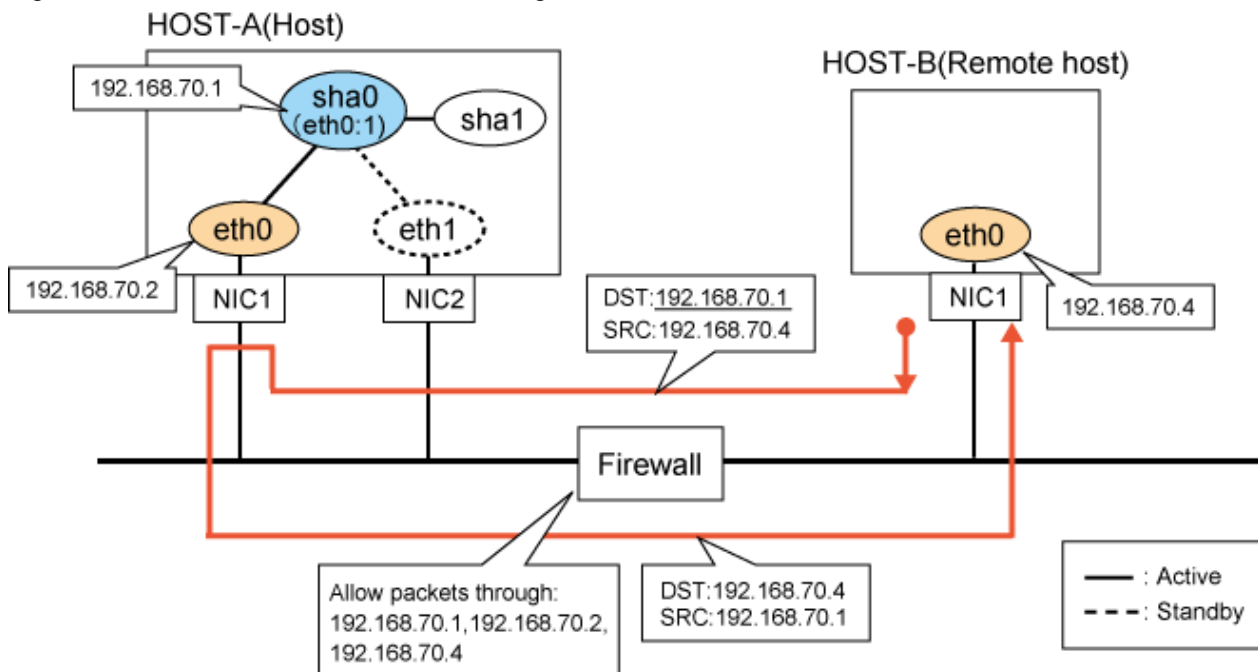 HOST-A(Host)
HOST-B(Remote host)
192.168.70.1
sha0
(eth0:1)
sha1
eth0
eth1
eth0
192.168.70.2
NIC1
NIC2
NIC1
192.168.70.4
DST:192.168.70.1
SRC:192.168.70.4
Firewall
Allow packets through:
192.168.70.1,192.168.70.2,
192.168.70.4
DST:192.168.70.4
SRC:192.168.70.1
: Active
: Standby